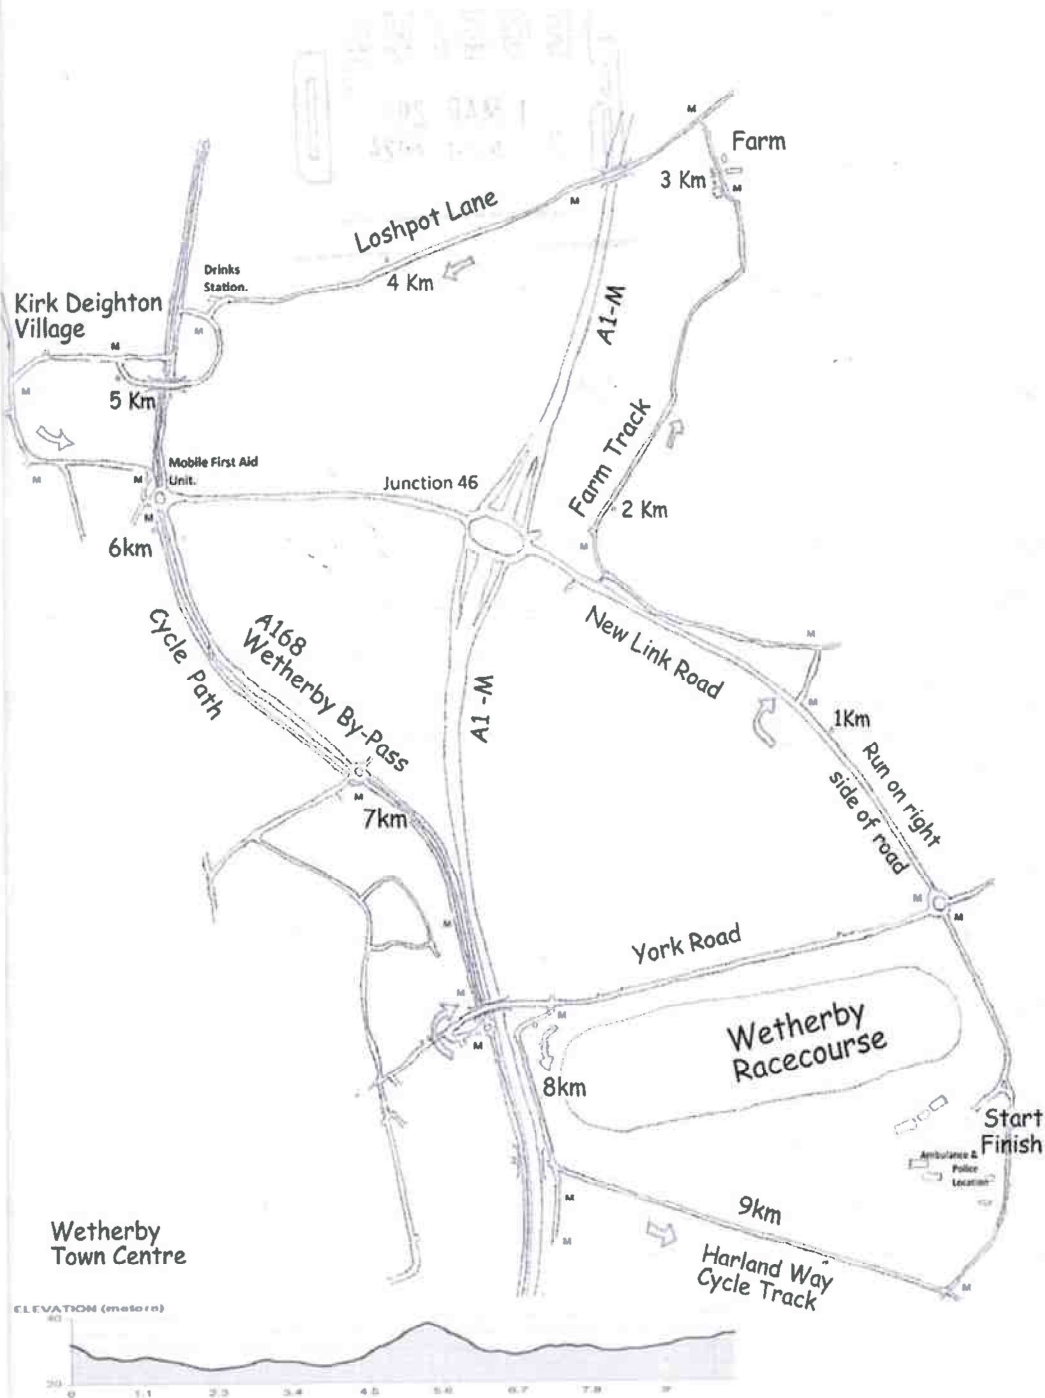 M
Farm
3 Km
M
M
Loshpot Lane
4 Km
Drinks
Station.
Kirk Deighton
Village
M
M
M
5 Km
A1-M
Farm Track
Mobile First Aid
Unit.
M
M
M
Junction 46
2 Km
M
6km
Cycle Path
A168
Wetherby By-Pass
New Link Road
M
M
1Km
Run on right
side of road
A1 -M
M
7km
M
M
M
York Road
M
M
M
Wetherby
Racecourse
8km
Start
Finish
Ambulance &
Police
Location
M
M
9km
Harland Way
Cycle Track
M
Wetherby
Town Centre
ELEVATION (meters)
40
20
0
1.1
2.3
3.4
4.5
5.6
6.7
7.8
9